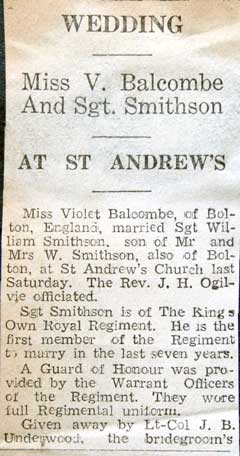 WEDDING
Miss V. Balcombe
And Sgt. Smithson
AT ST ANDREW'S
Miss Violet Balcombe, of Bol-
ton, England, married Sgt Wil-
liam Smithson, son of Mr and
Mrs W. Smithson, also of Bol-
ton, at St Andrew's Church last
Saturday. The Rev. J. H. Ogil-
vie officiated.
Sgt Smithson is of The Kings
Own Royal Regiment. He is the
first member of the Regiment
to marry in the last seven years.
A Guard of Honour was pro-
vided by the Warrant Officers
of the Regiment. They wore
full Regimental uniform.
Given away by Lt-Col J. B.
Underwood, the bridegroom's